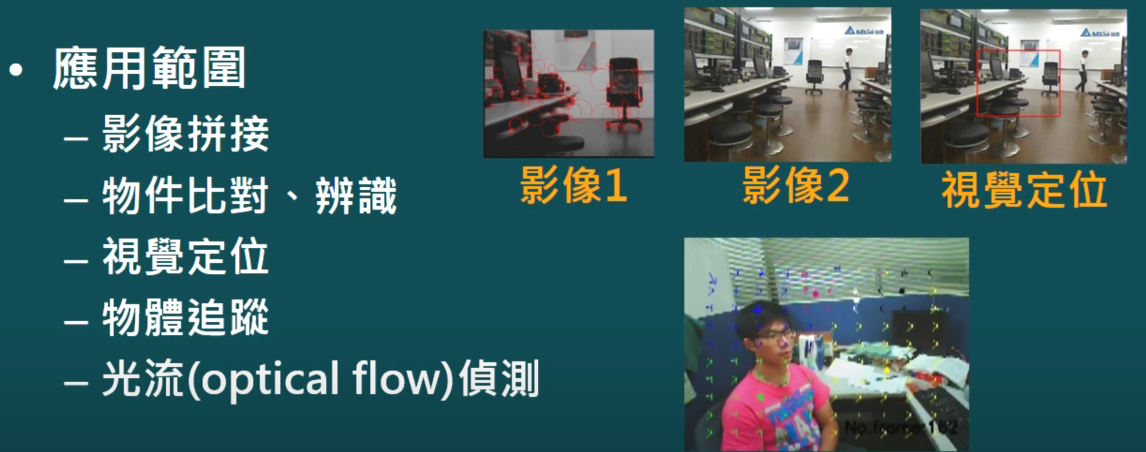 • 應用範圍
– 影像拼接
– 物件比對、辨識
– 視覺定位
– 物體追蹤
– 光流(optical flow)偵測
影像1
影像2
視覺定位
No.frame:162